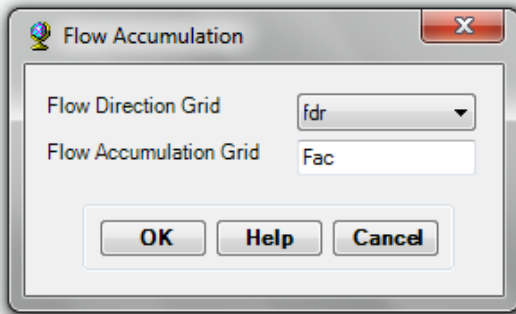 Flow Accumulation
Flow Direction Grid fdr
Flow Accumulation Grid Fac
OK Help Cancel